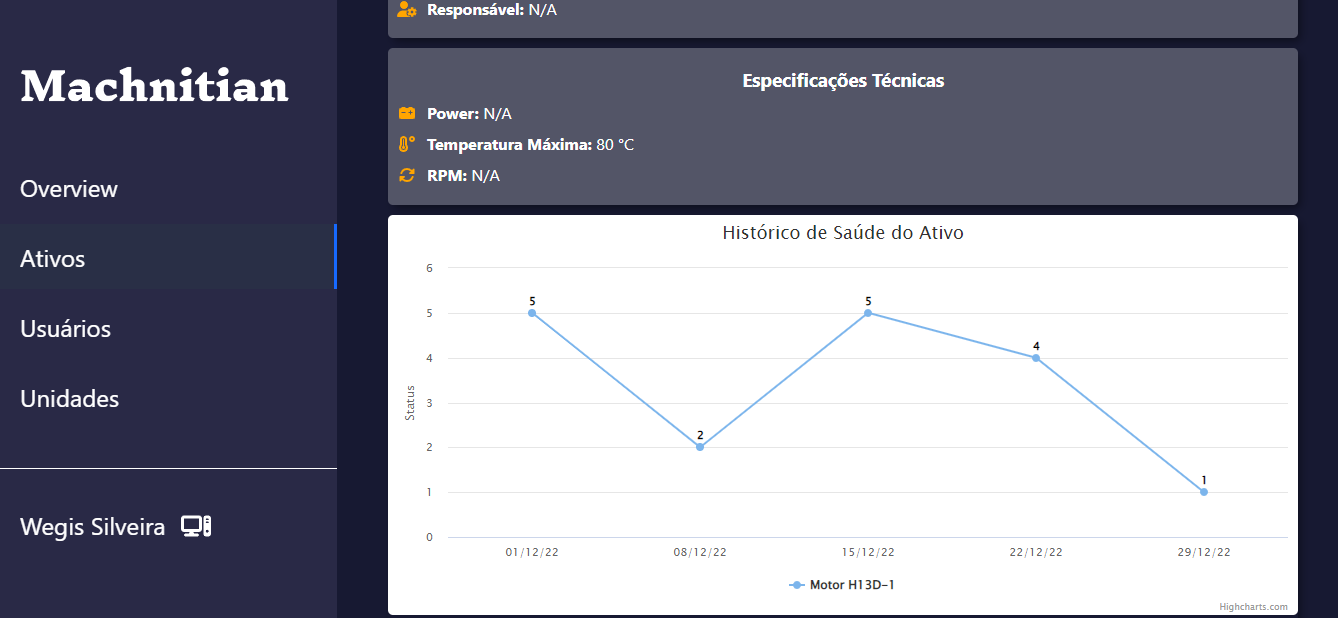 Machnitian
Overview
Ativos
Usuários
Unidades
Wegis Silveira
Responsável: N/A
Especificações Técnicas
Power: N/A
Temperatura Máxima: 80 °C
RPM: N/A
Histórico de Saúde do Ativo
Status
6
5
4
3
2
1
0
5
2
5
4
1
01/12/22 08/12/22 15/12/22 22/12/22 29/12/22
Motor H13D-1
Highcharts.com